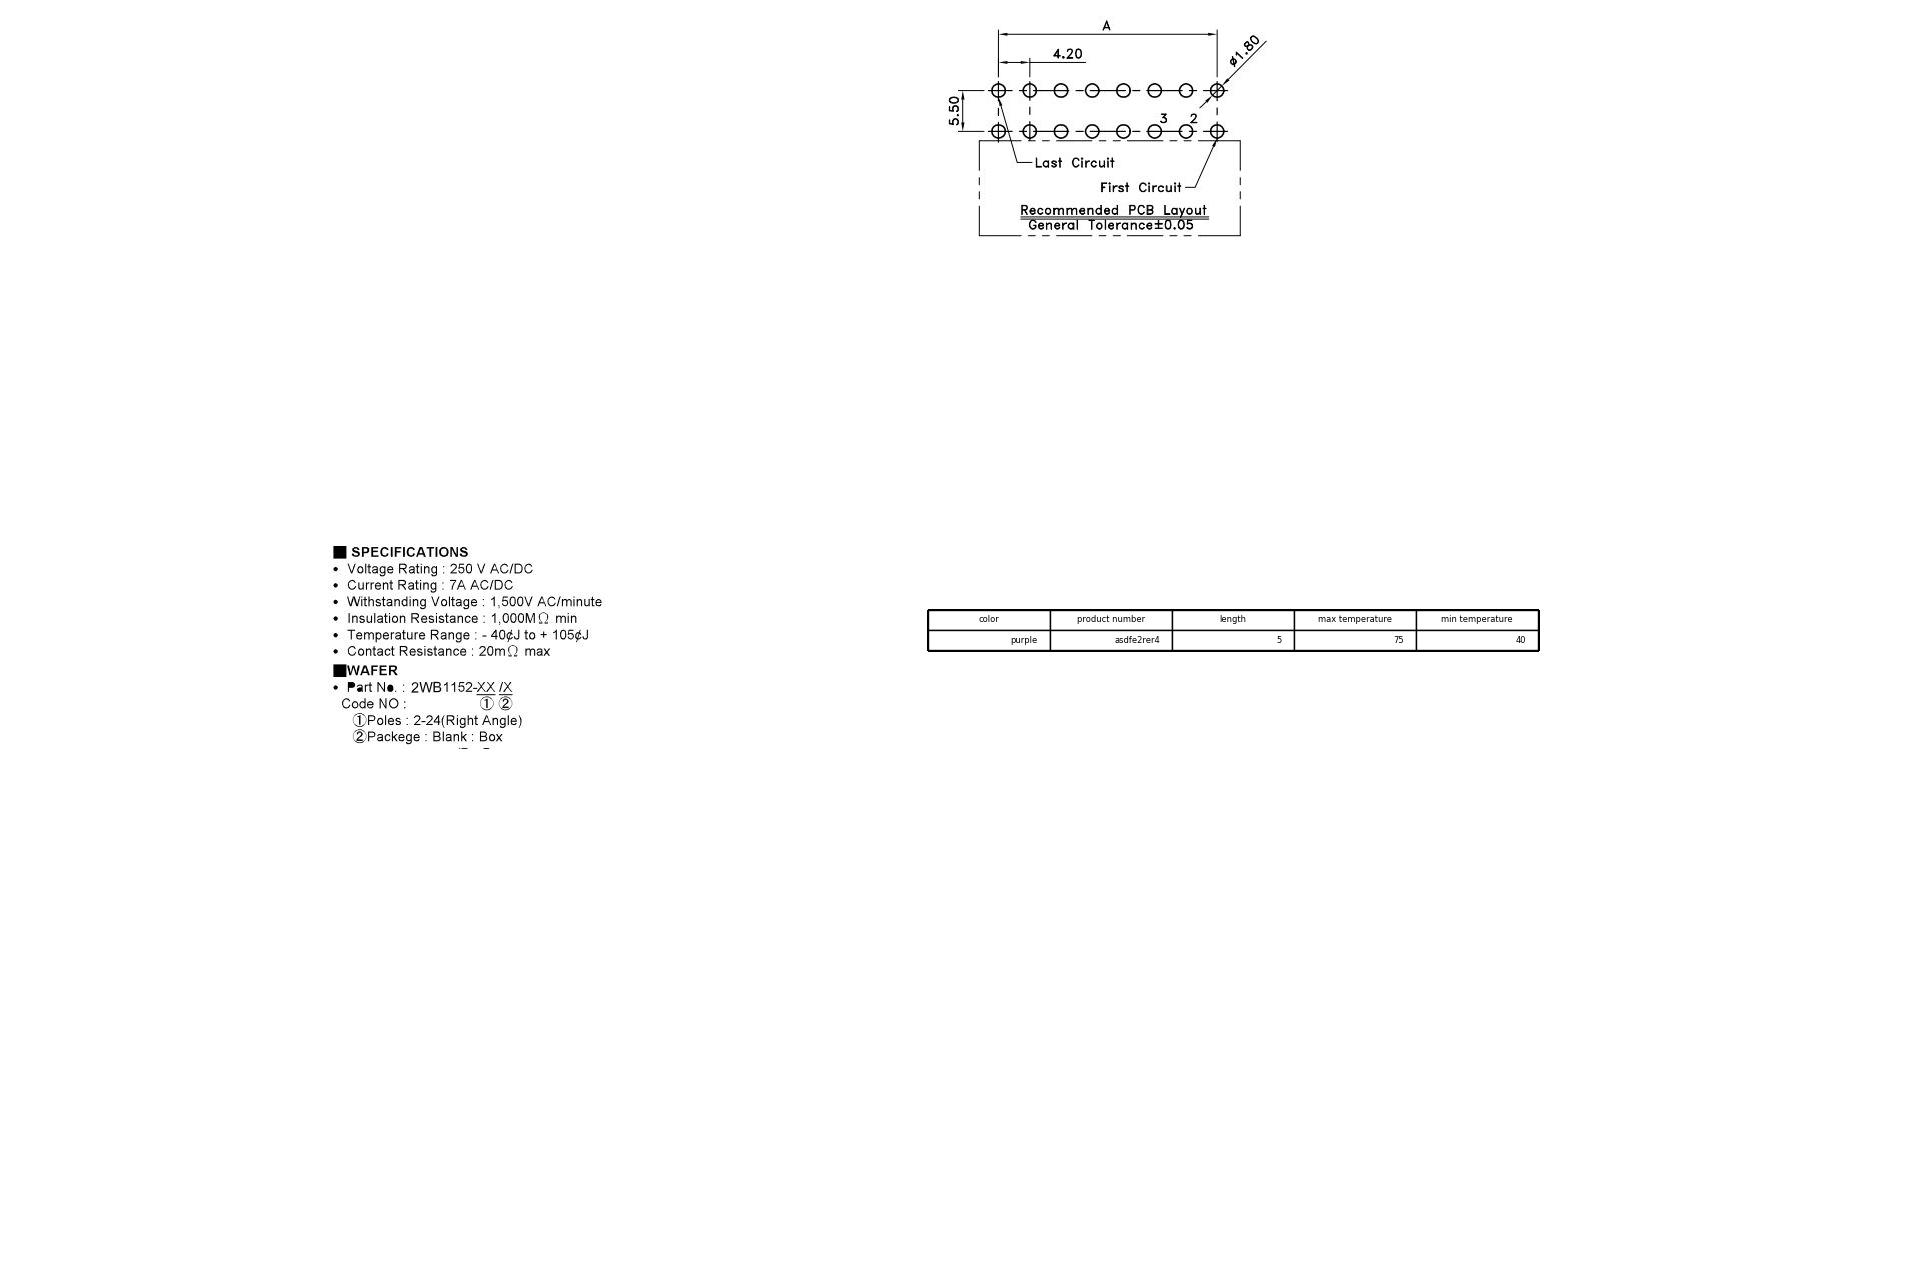 A
4.20
ø1.80
5.50
3 2
Last Circuit
First Circuit
Recommended PCB Layout
General Tolerance±0.05
■ SPECIFICATIONS
• Voltage Rating : 250 V AC/DC
• Current Rating : 7A AC/DC
• Withstanding Voltage : 1,500V AC/minute
• Insulation Resistance : 1,000MΩ min
• Temperature Range : - 40¢J to + 105¢J
• Contact Resistance : 20mΩ max
■WAFER
• Part No. : 2WB1152-XX /X
Code NO : ① ②
①Poles : 2-24(Right Angle)
②Packege : Blank : Box
color product number length max temperature min temperature
purple asdfe2rer4 5 75 40